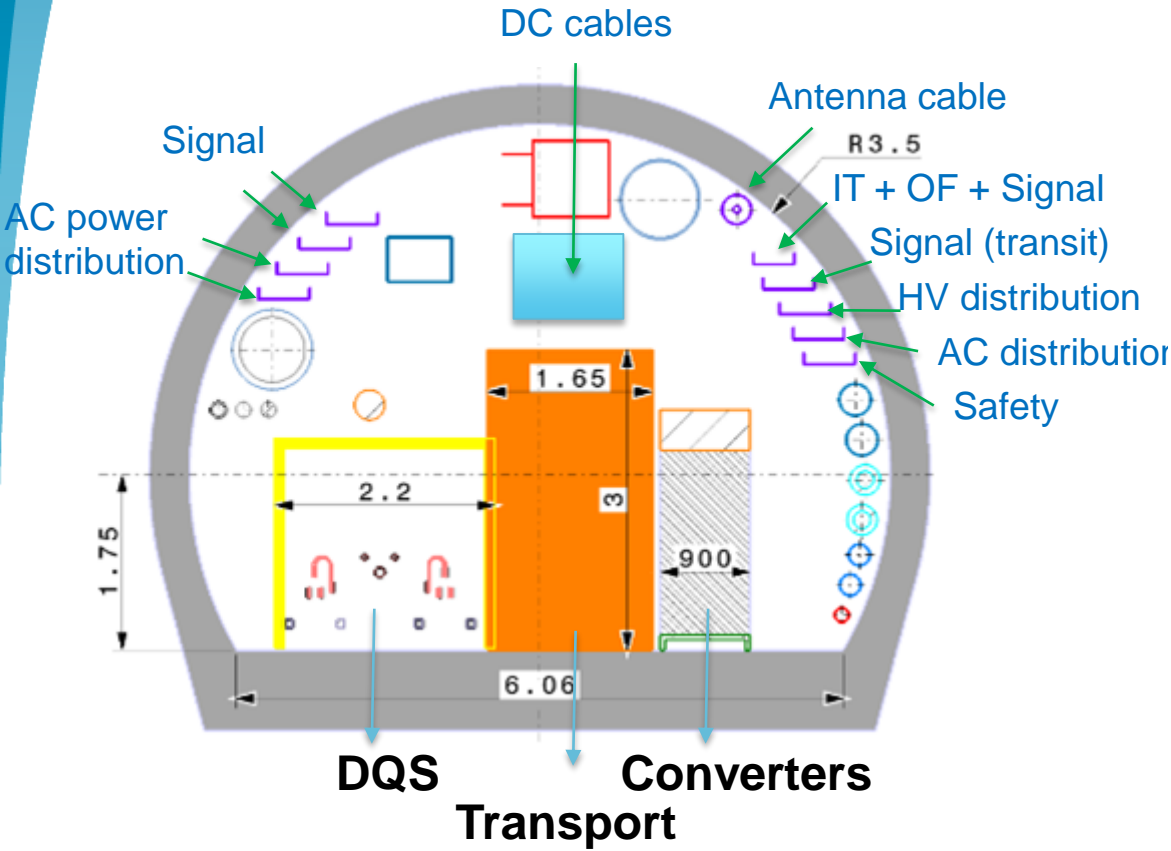 DC cables
Antenna cable
Signal
R3.5
IT + OF + Signal
AC power
distribution
Signal (transit)
HV distribution
AC distribution
Safety
1.65
3
2.2
1.75
900
6.06
DQS
Converters
Transport